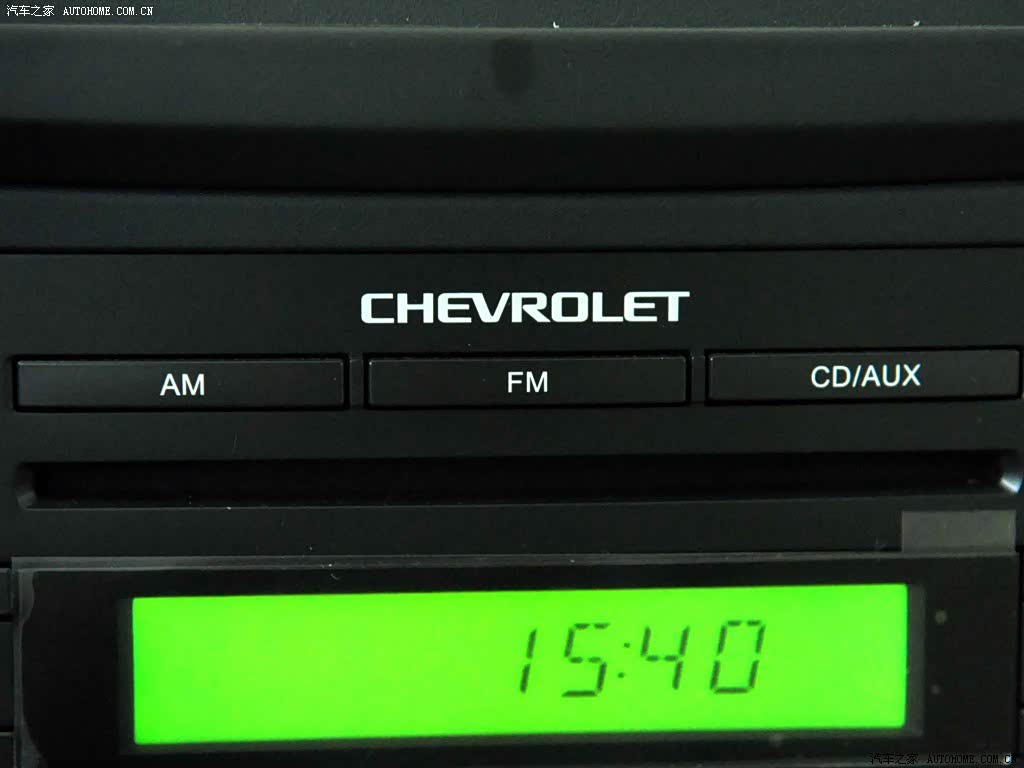 汽车之家 AUTOHOME.COM.CN
CHEVROLET
AM FM CD/AUX
15:40
汽车之家 AUTOHOME.COM.CN